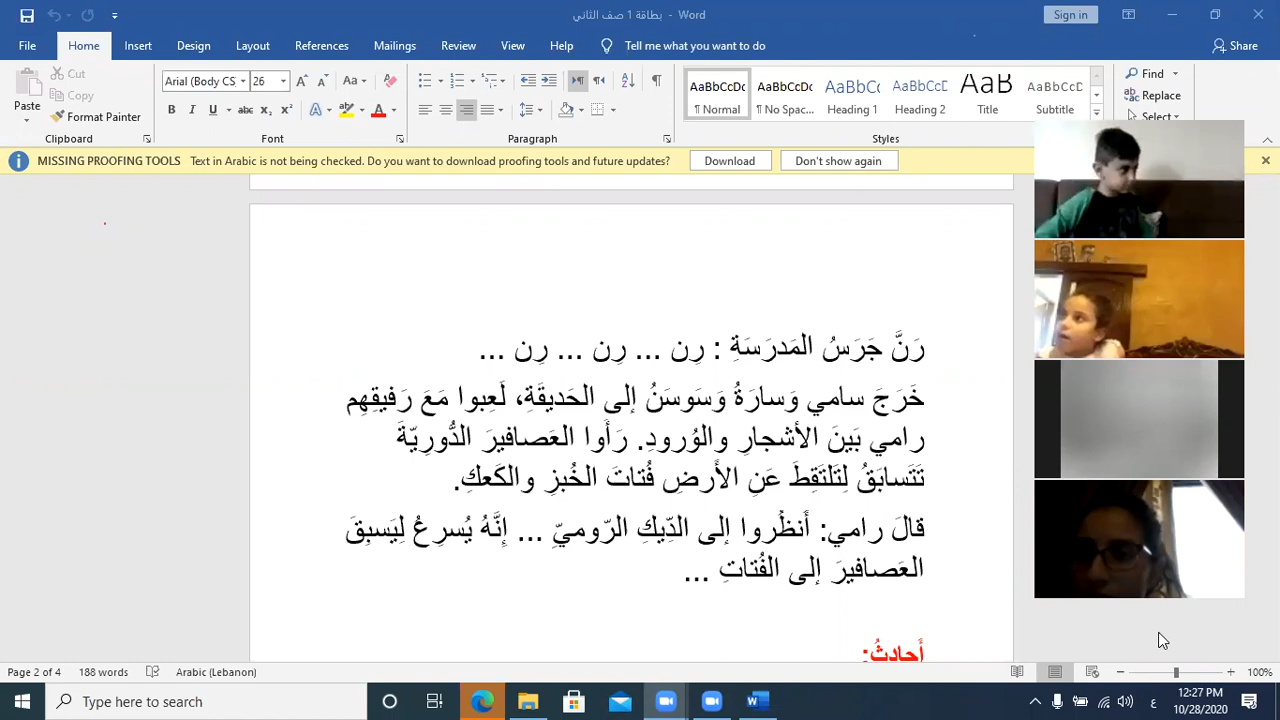 بطاقة 1 صف الثاني - Word
Sign in
File Home Insert Design Layout References Mailings Review View Help Tell me what you want to do Share
Paste Cut Copy Format Painter Clipboard
Arial (Body CS 26 Font
Paragraph
AaBbCcDc AaBbCcDc AaBbCc AaBbCcD AaB AaBbCcD
¶ Normal ¶ No Spac... Heading 1 Heading 2 Title Subtitle
Styles
Find
Replace
Select
MISSING PROOFING TOOLS Text in Arabic is not being checked. Do you want to download proofing tools and future updates? Download Don't show again
رَنَّ جَرَسُ المَدرَسَةِ : رِن ... رِن ... رِن ...
خَرَجَ سامي وَسارَةُ وَسَوسَنُ إلى الحَديقَةِ، لَعِبوا مَعَ رَفيقِهِم
رامي بَينَ الأشجارِ والوُرودِ. رَأَوا العَصافيرَ الدُّورِيّةَ
تَتَسابَقُ لِتَلتَقِطَ عَنِ الأَرضِ فُتاتَ الخُبزِ والكَعكِ.
قالَ رامي: أَنظُروا إلى الدِّيكِ الرّوميِّ ... إِنَّهُ يُسرِعُ لِيَسبِقَ
العَصافيرَ إلى الفُتاتِ ...
أَحادِثُ:
Page 2 of 4 188 words Arabic (Lebanon) 100%
Type here to search
ع 12:27 PM
10/28/2020